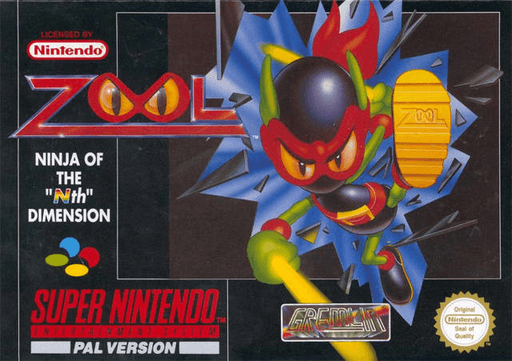 LICENSED BY
Nintendo
ZOOL
NINJA OF
THE
"Nth"
DIMENSION
SUPER NINTENDO
ENTERTAINMENT SYSTEM
PAL VERSION
ZOOL
GREMLIN
Original
Nintendo
Seal of
Quality